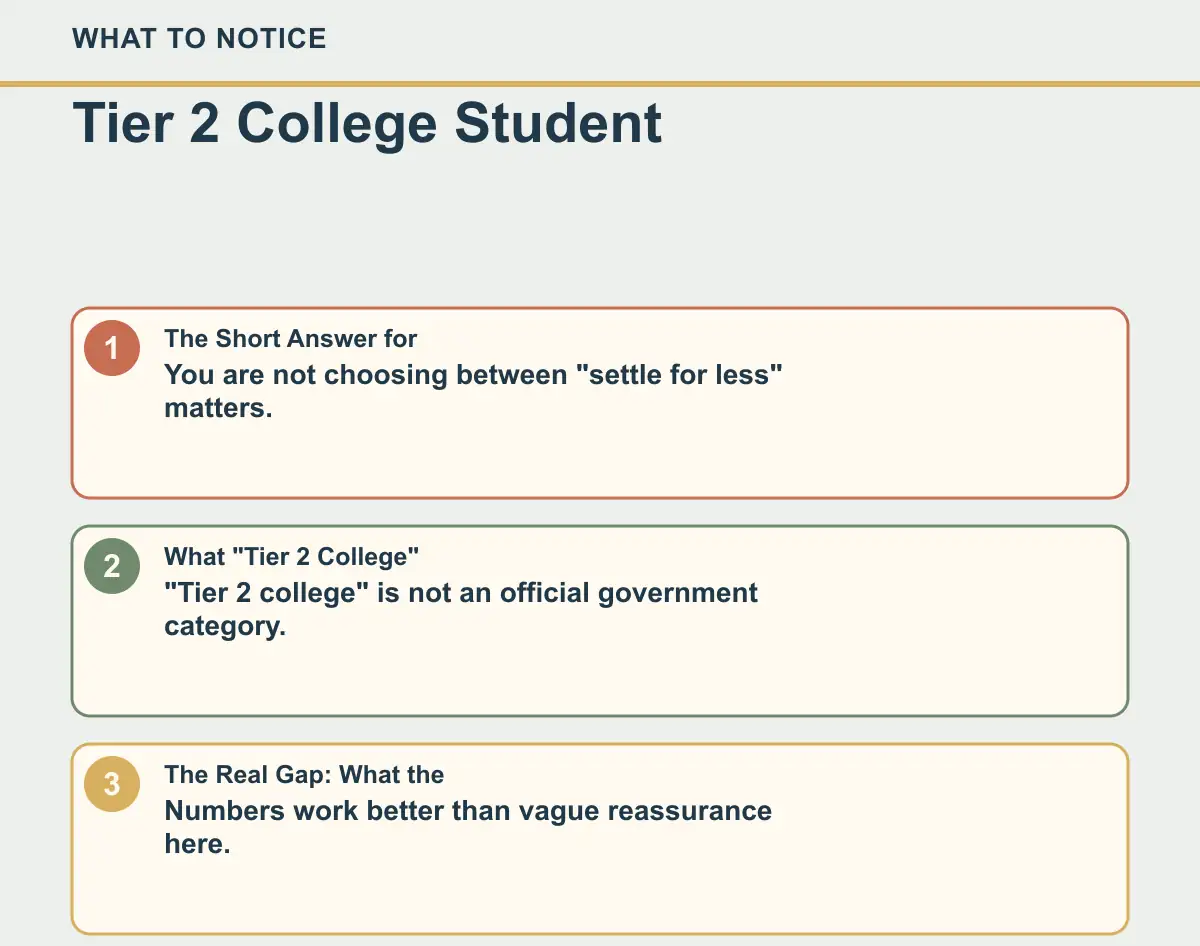 WHAT TO NOTICE
Tier 2 College Student
1
The Short Answer for
You are not choosing between "settle for less"
matters.
2
What "Tier 2 College"
"Tier 2 college" is not an official government
category.
3
The Real Gap: What the
Numbers work better than vague reassurance
here.